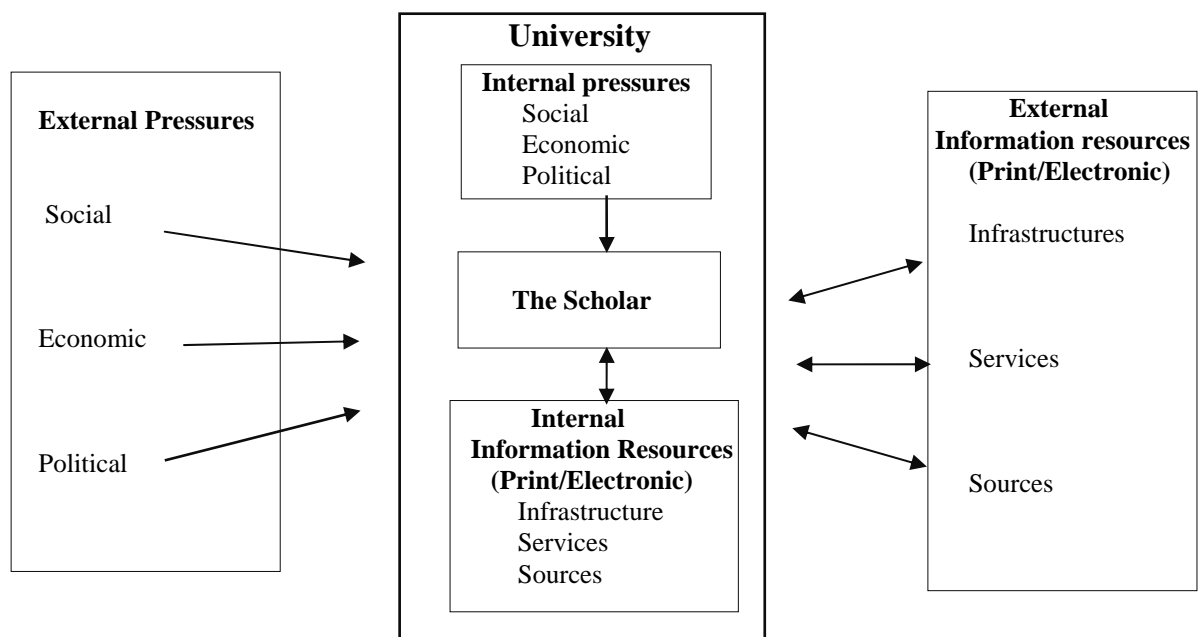 External Pressures
Social
Economic
Political
University
Internal pressures
Social
Economic
Political
The Scholar
Internal
Information Resources
(Print/Electronic)
Infrastructure
Services
Sources
External
Information resources
(Print/Electronic)
Infrastructures
Services
Sources